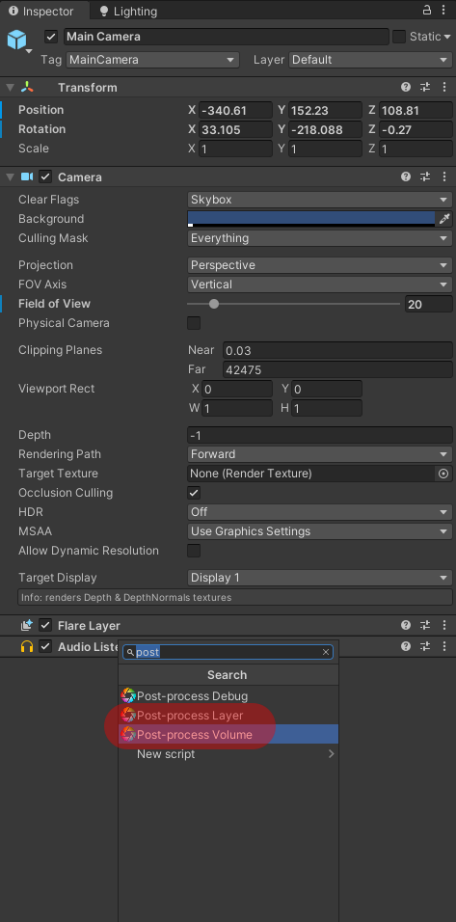 Inspector Lighting
Main Camera Static
Tag MainCamera Layer Default
Transform
Position X -340.61 Y 152.23 Z 108.81
Rotation X 33.105 Y -218.088 Z -0.27
Scale X 1 Y 1 Z 1
Camera
Clear Flags Skybox
Background
Culling Mask Everything
Projection Perspective
FOV Axis Vertical
Field of View 20
Physical Camera
Clipping Planes Near 0.03
Far 42475
Viewport Rect X 0 Y 0
W 1 H 1
Depth -1
Rendering Path Forward
Target Texture None (Render Texture)
Occlusion Culling
HDR Off
MSAA Use Graphics Settings
Allow Dynamic Resolution
Target Display Display 1
Info: renders Depth & DepthNormals textures
Flare Layer
Audio Liste
post
Search
Post-process Debug
Post-process Layer
Post-process Volume
New script